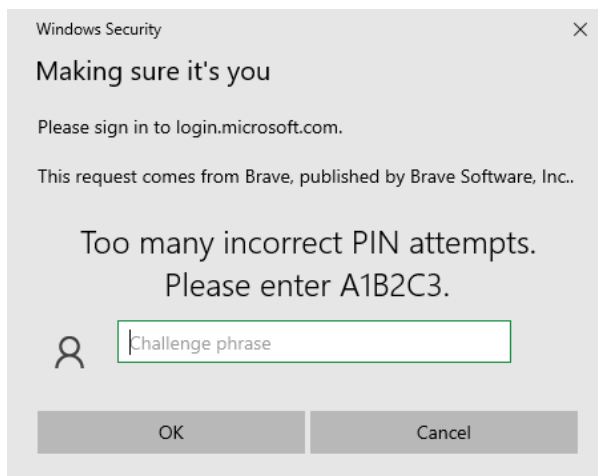 Windows Security
Making sure it's you
Please sign in to login.microsoft.com.
This request comes from Brave, published by Brave Software, Inc..
Too many incorrect PIN attempts.
Please enter A1B2C3.
Challenge phrase
OK Cancel